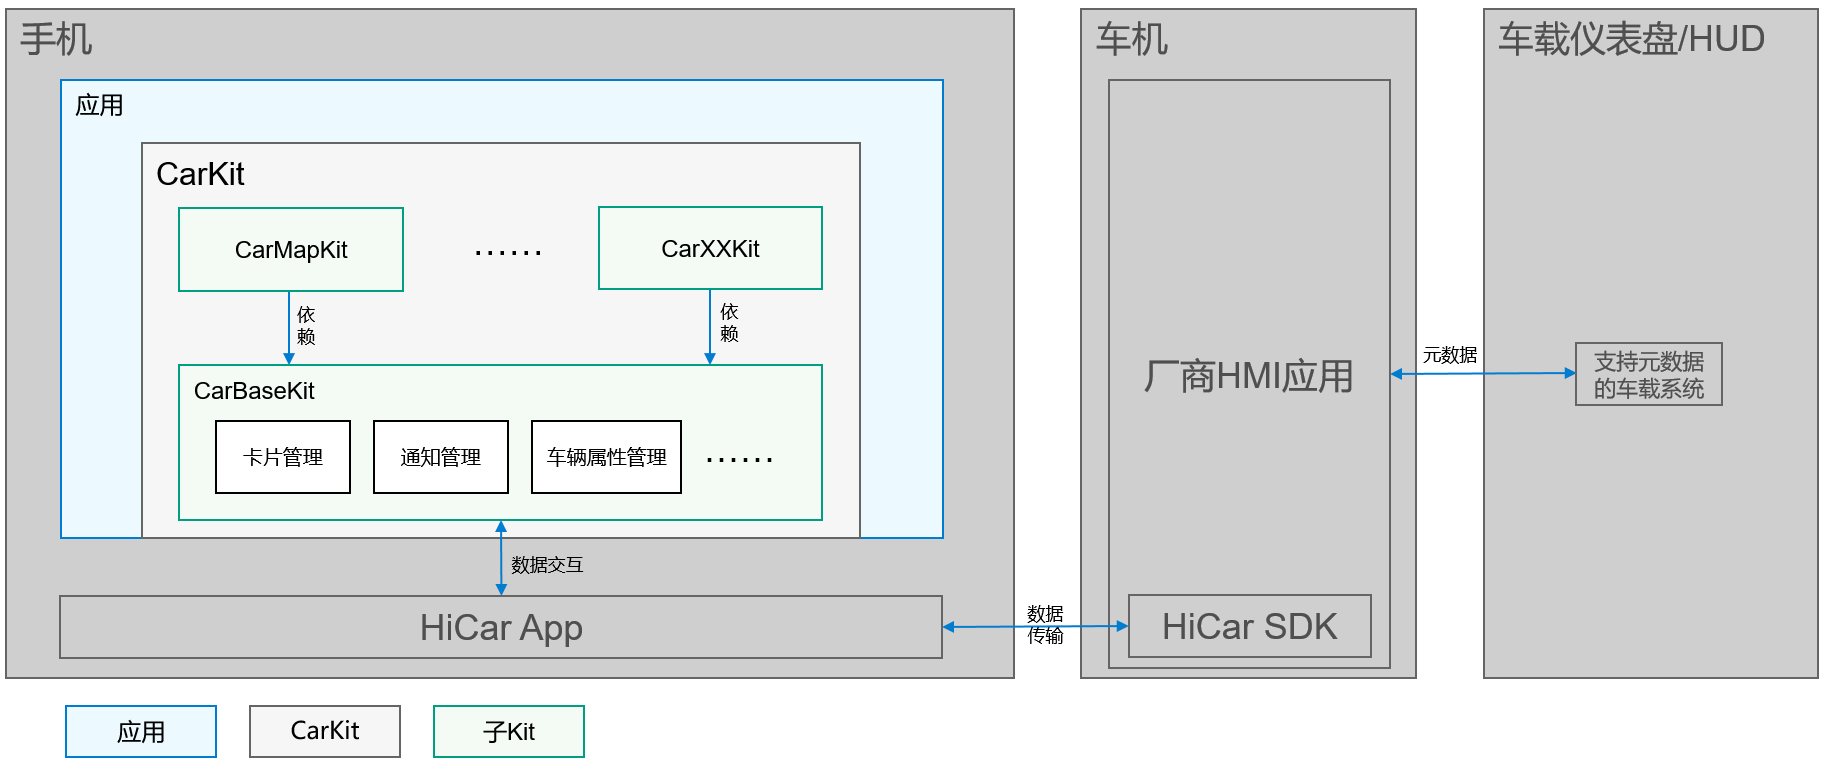 手机
应用
CarKit
CarMapKit
······
CarXXKit
依
赖
依
赖
CarBaseKit
卡片管理
通知管理
车辆属性管理
······
数据交互
HiCar App
数据
传输
车机
厂商HMI应用
HiCar SDK
元数据
车载仪表盘/HUD
支持元数据
的车载系统
应用
CarKit
子Kit